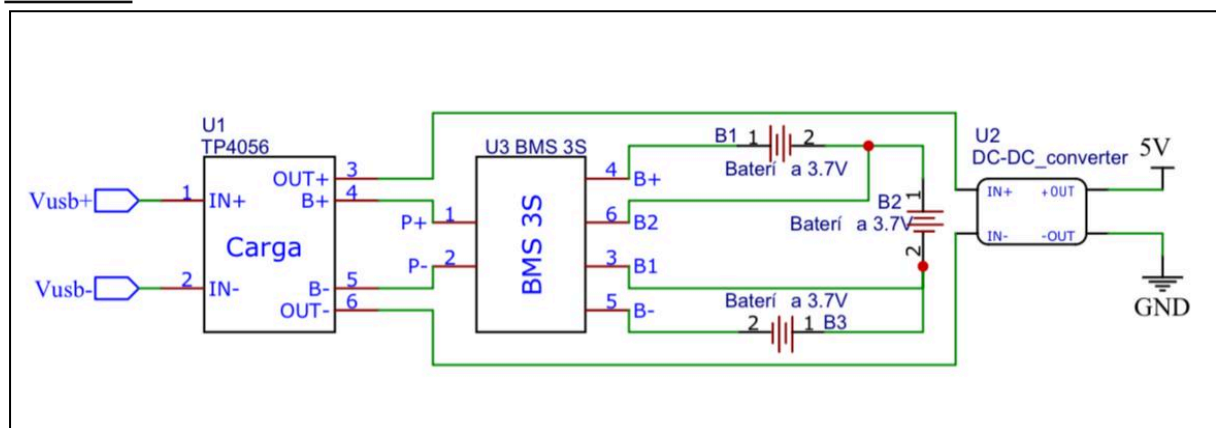 U1
TP4056
Vusb+
1
IN+
OUT+
3
B+
4
Carga
Vusb-
2
IN-
B-
5
OUT-
6
U3 BMS 3S
P+
1
P-
2
BMS 3S
4
B+
6
B2
3
B1
5
B-
B1
1
2
Baterí a 3.7V
B2
1
2
Baterí a 3.7V
Baterí a 3.7V
2
1
B3
U2
DC-DC_converter
IN+
+OUT
IN-
-OUT
5V
GND